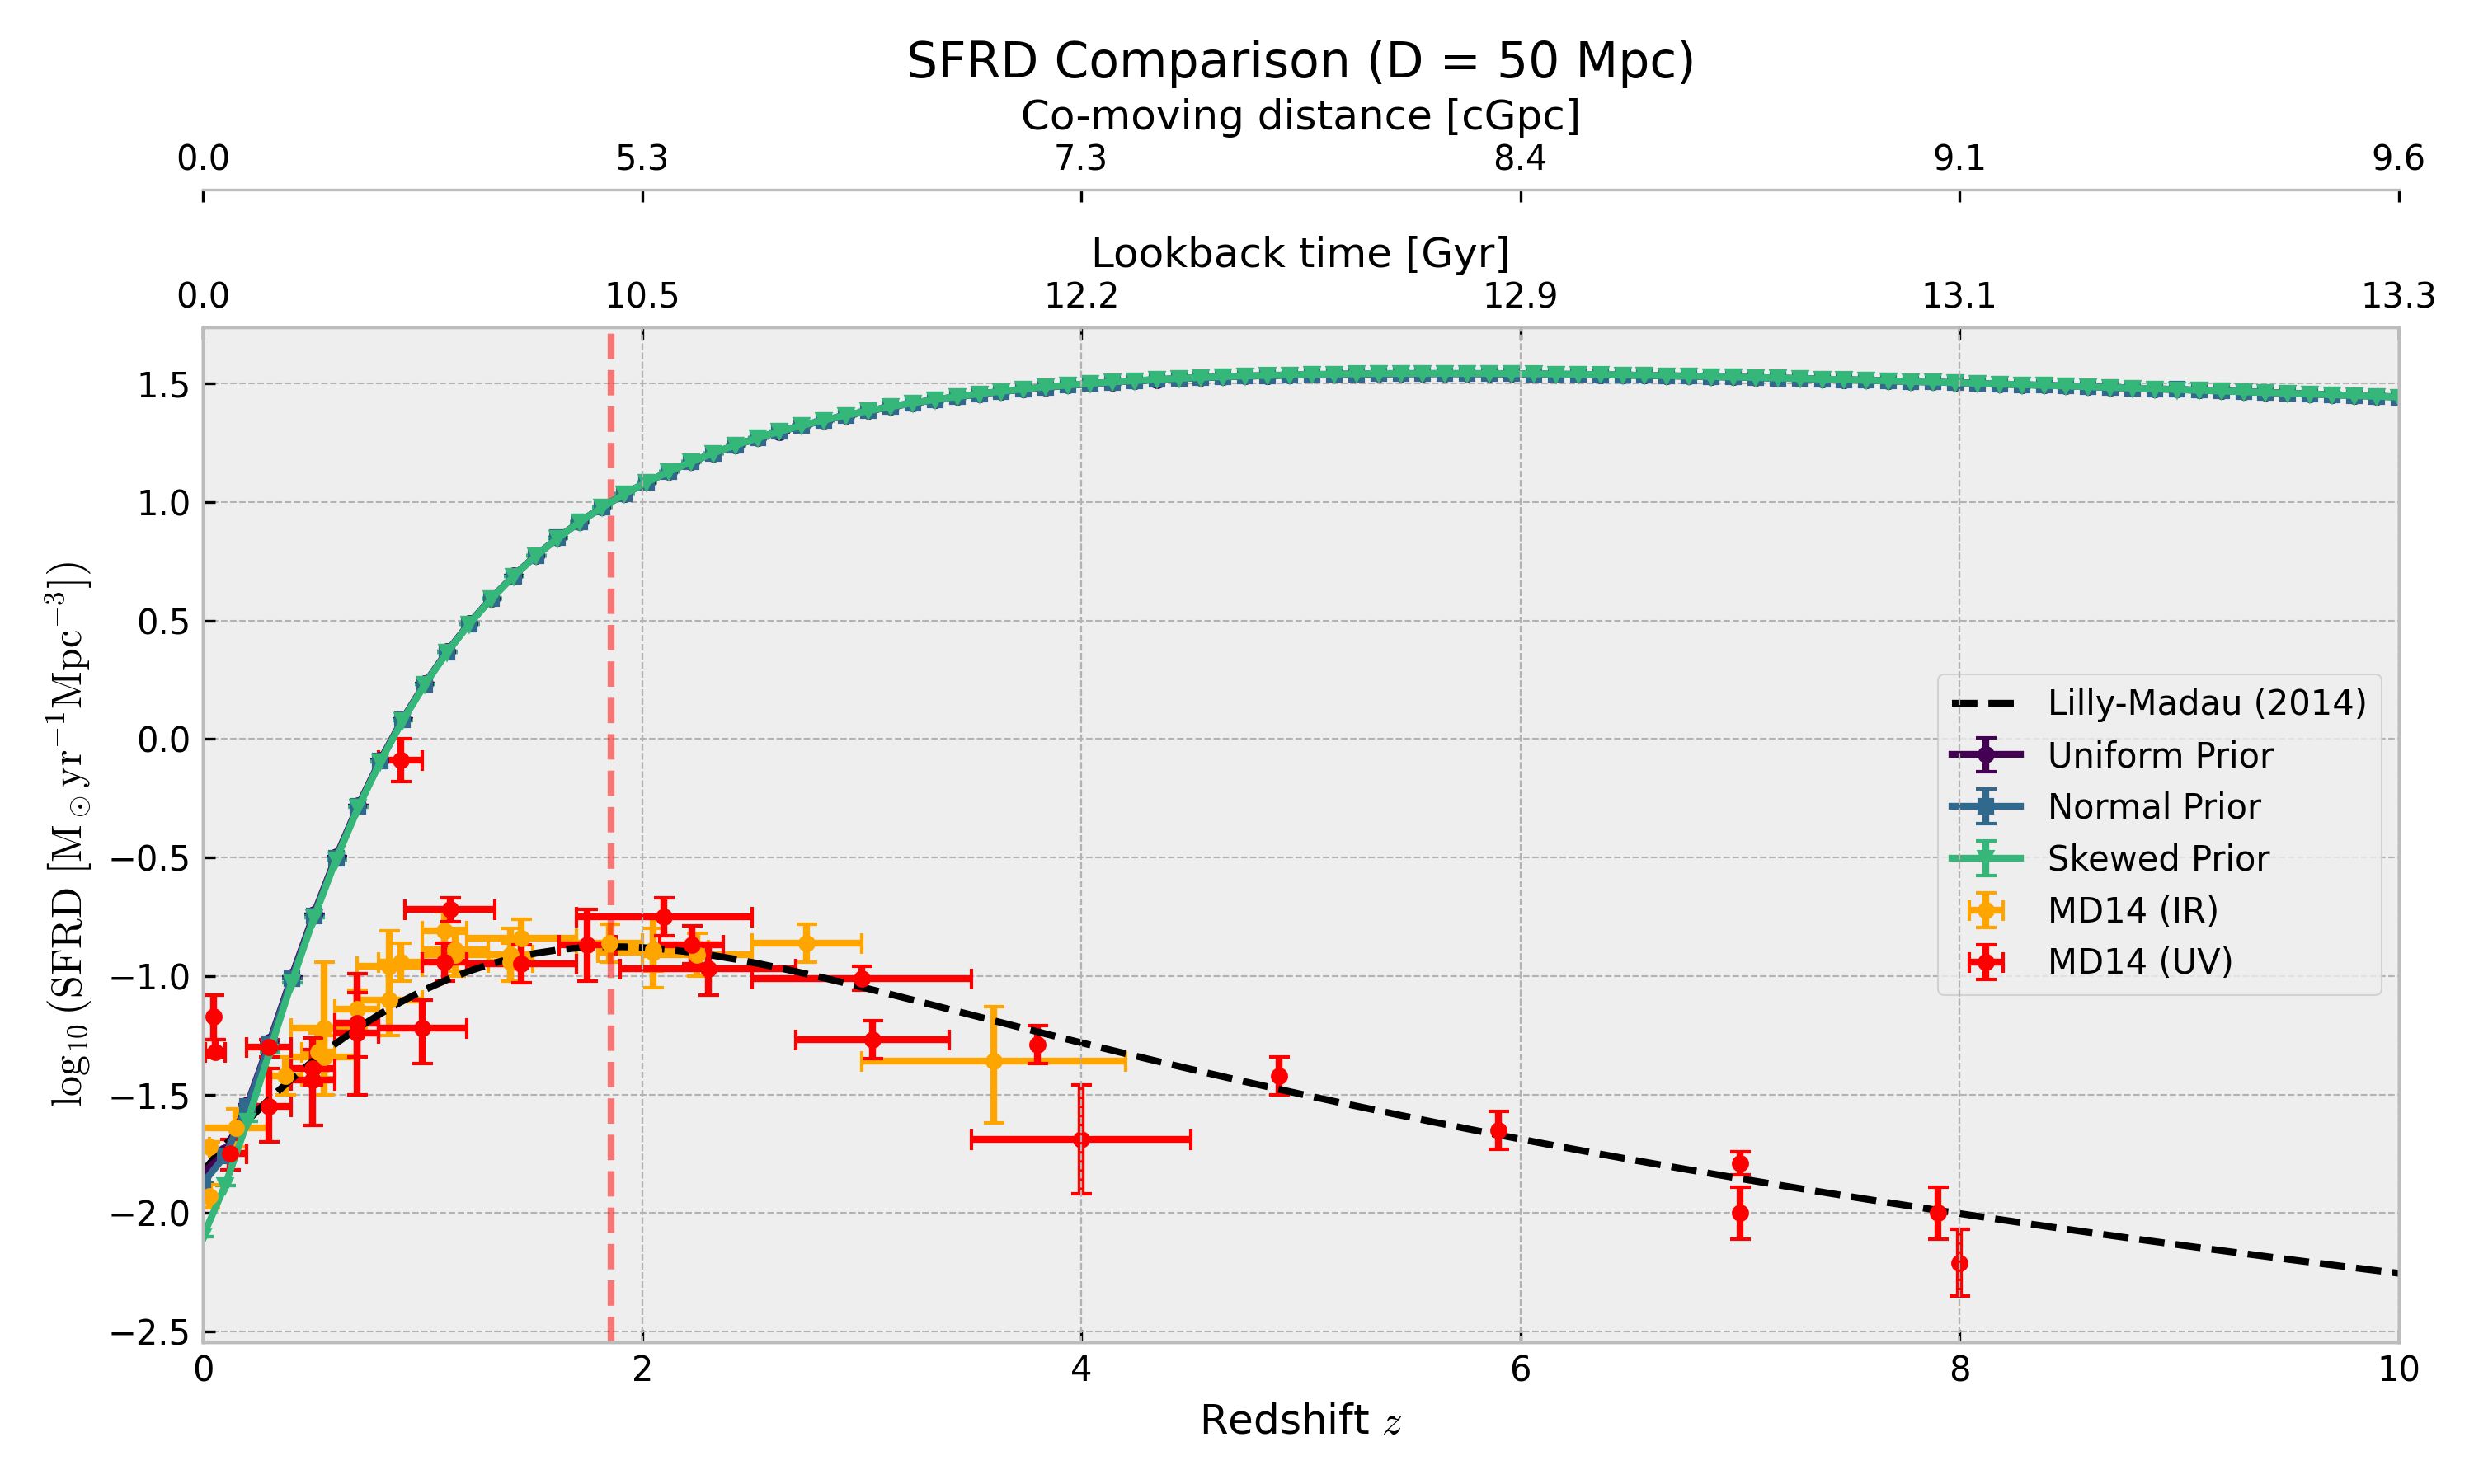 SFRD Comparison (D = 50 Mpc)
Co-moving distance [cGpc]
0.0 5.3 7.3 8.4 9.1 9.6
Lookback time [Gyr]
0.0 10.5 12.2 12.9 13.1 13.3
log₁₀(SFRD [M⊙yr⁻¹Mpc⁻³])
1.5
1.0
0.5
0.0
−0.5
−1.0
−1.5
−2.0
−2.5
Lilly-Madau (2014)
Uniform Prior
Normal Prior
Skewed Prior
MD14 (IR)
MD14 (UV)
0 2 4 6 8 10
Redshift z